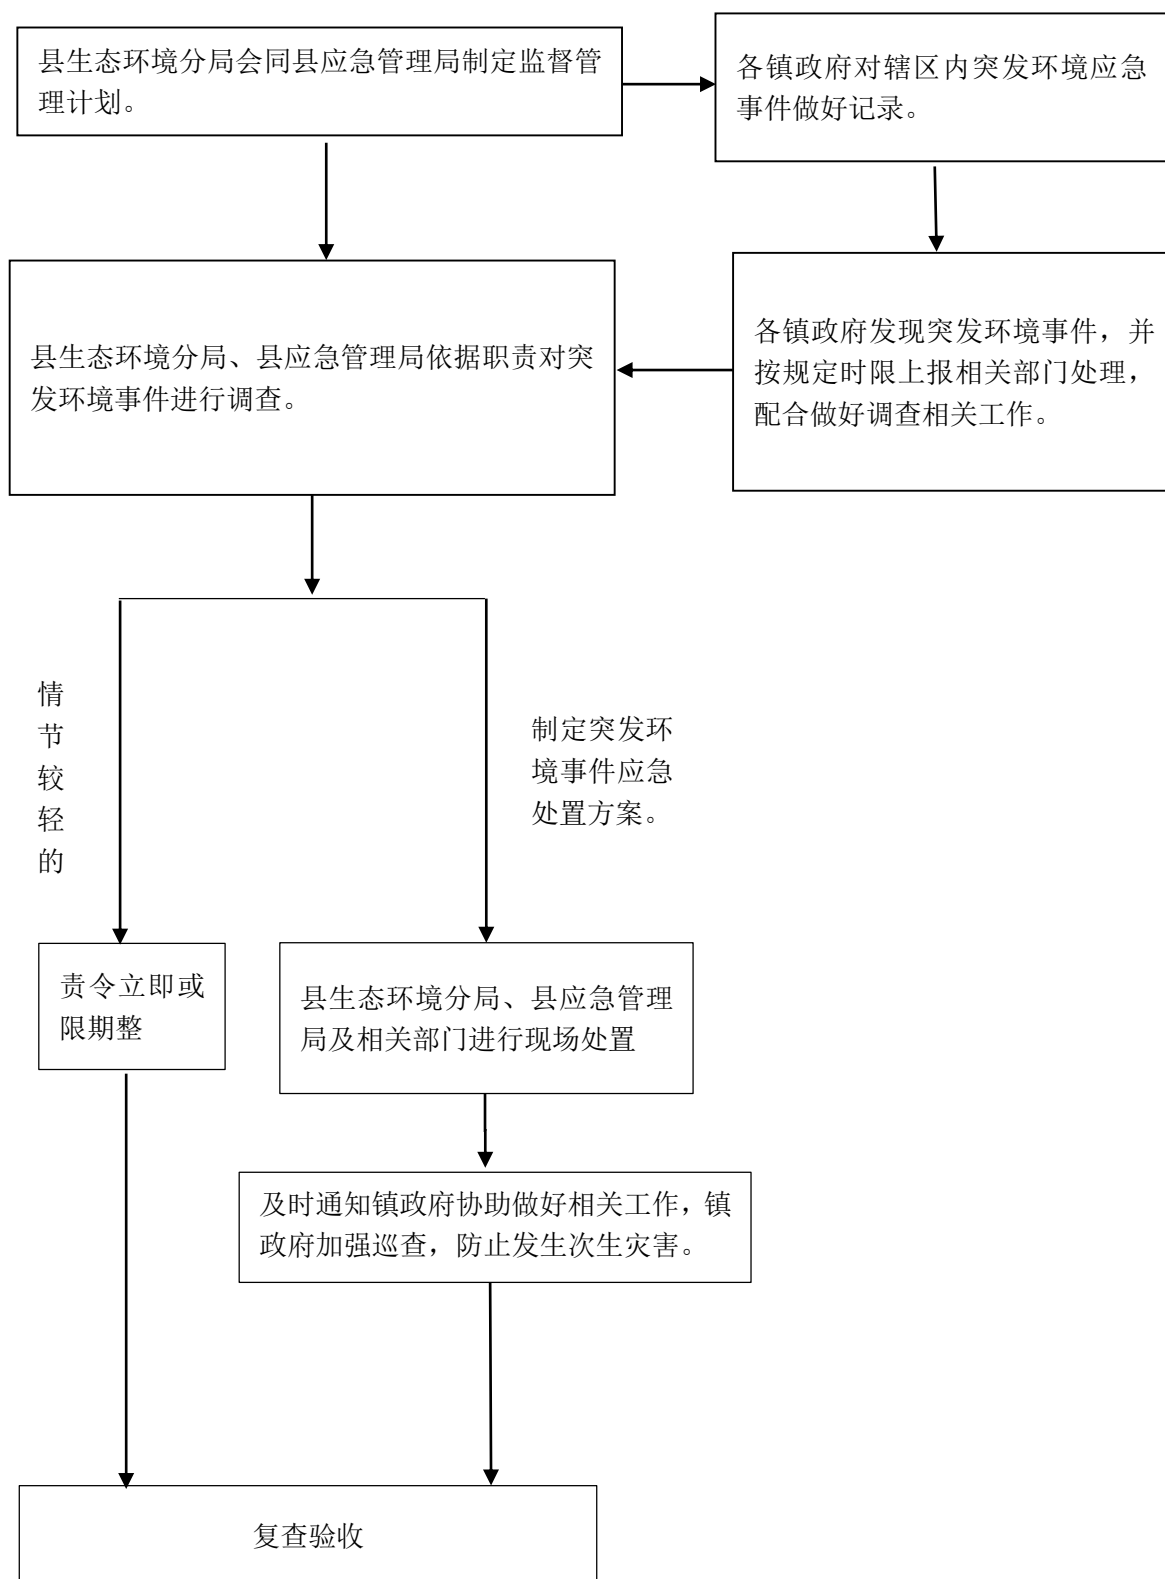 县生态环境分局会同县应急管理局制定监督管
理计划。
各镇政府对辖区内突发环境应急
事件做好记录。
县生态环境分局、县应急管理局依据职责对突
发环境事件进行调查。
各镇政府发现突发环境事件，并
按规定时限上报相关部门处理，
配合做好调查相关工作。
情
节
较
轻
的
制定突发环
境事件应急
处置方案。
责令立即或
限期整
县生态环境分局、县应急管理
局及相关部门进行现场处置
及时通知镇政府协助做好相关工作，镇
政府加强巡查，防止发生次生灾害。
复查验收